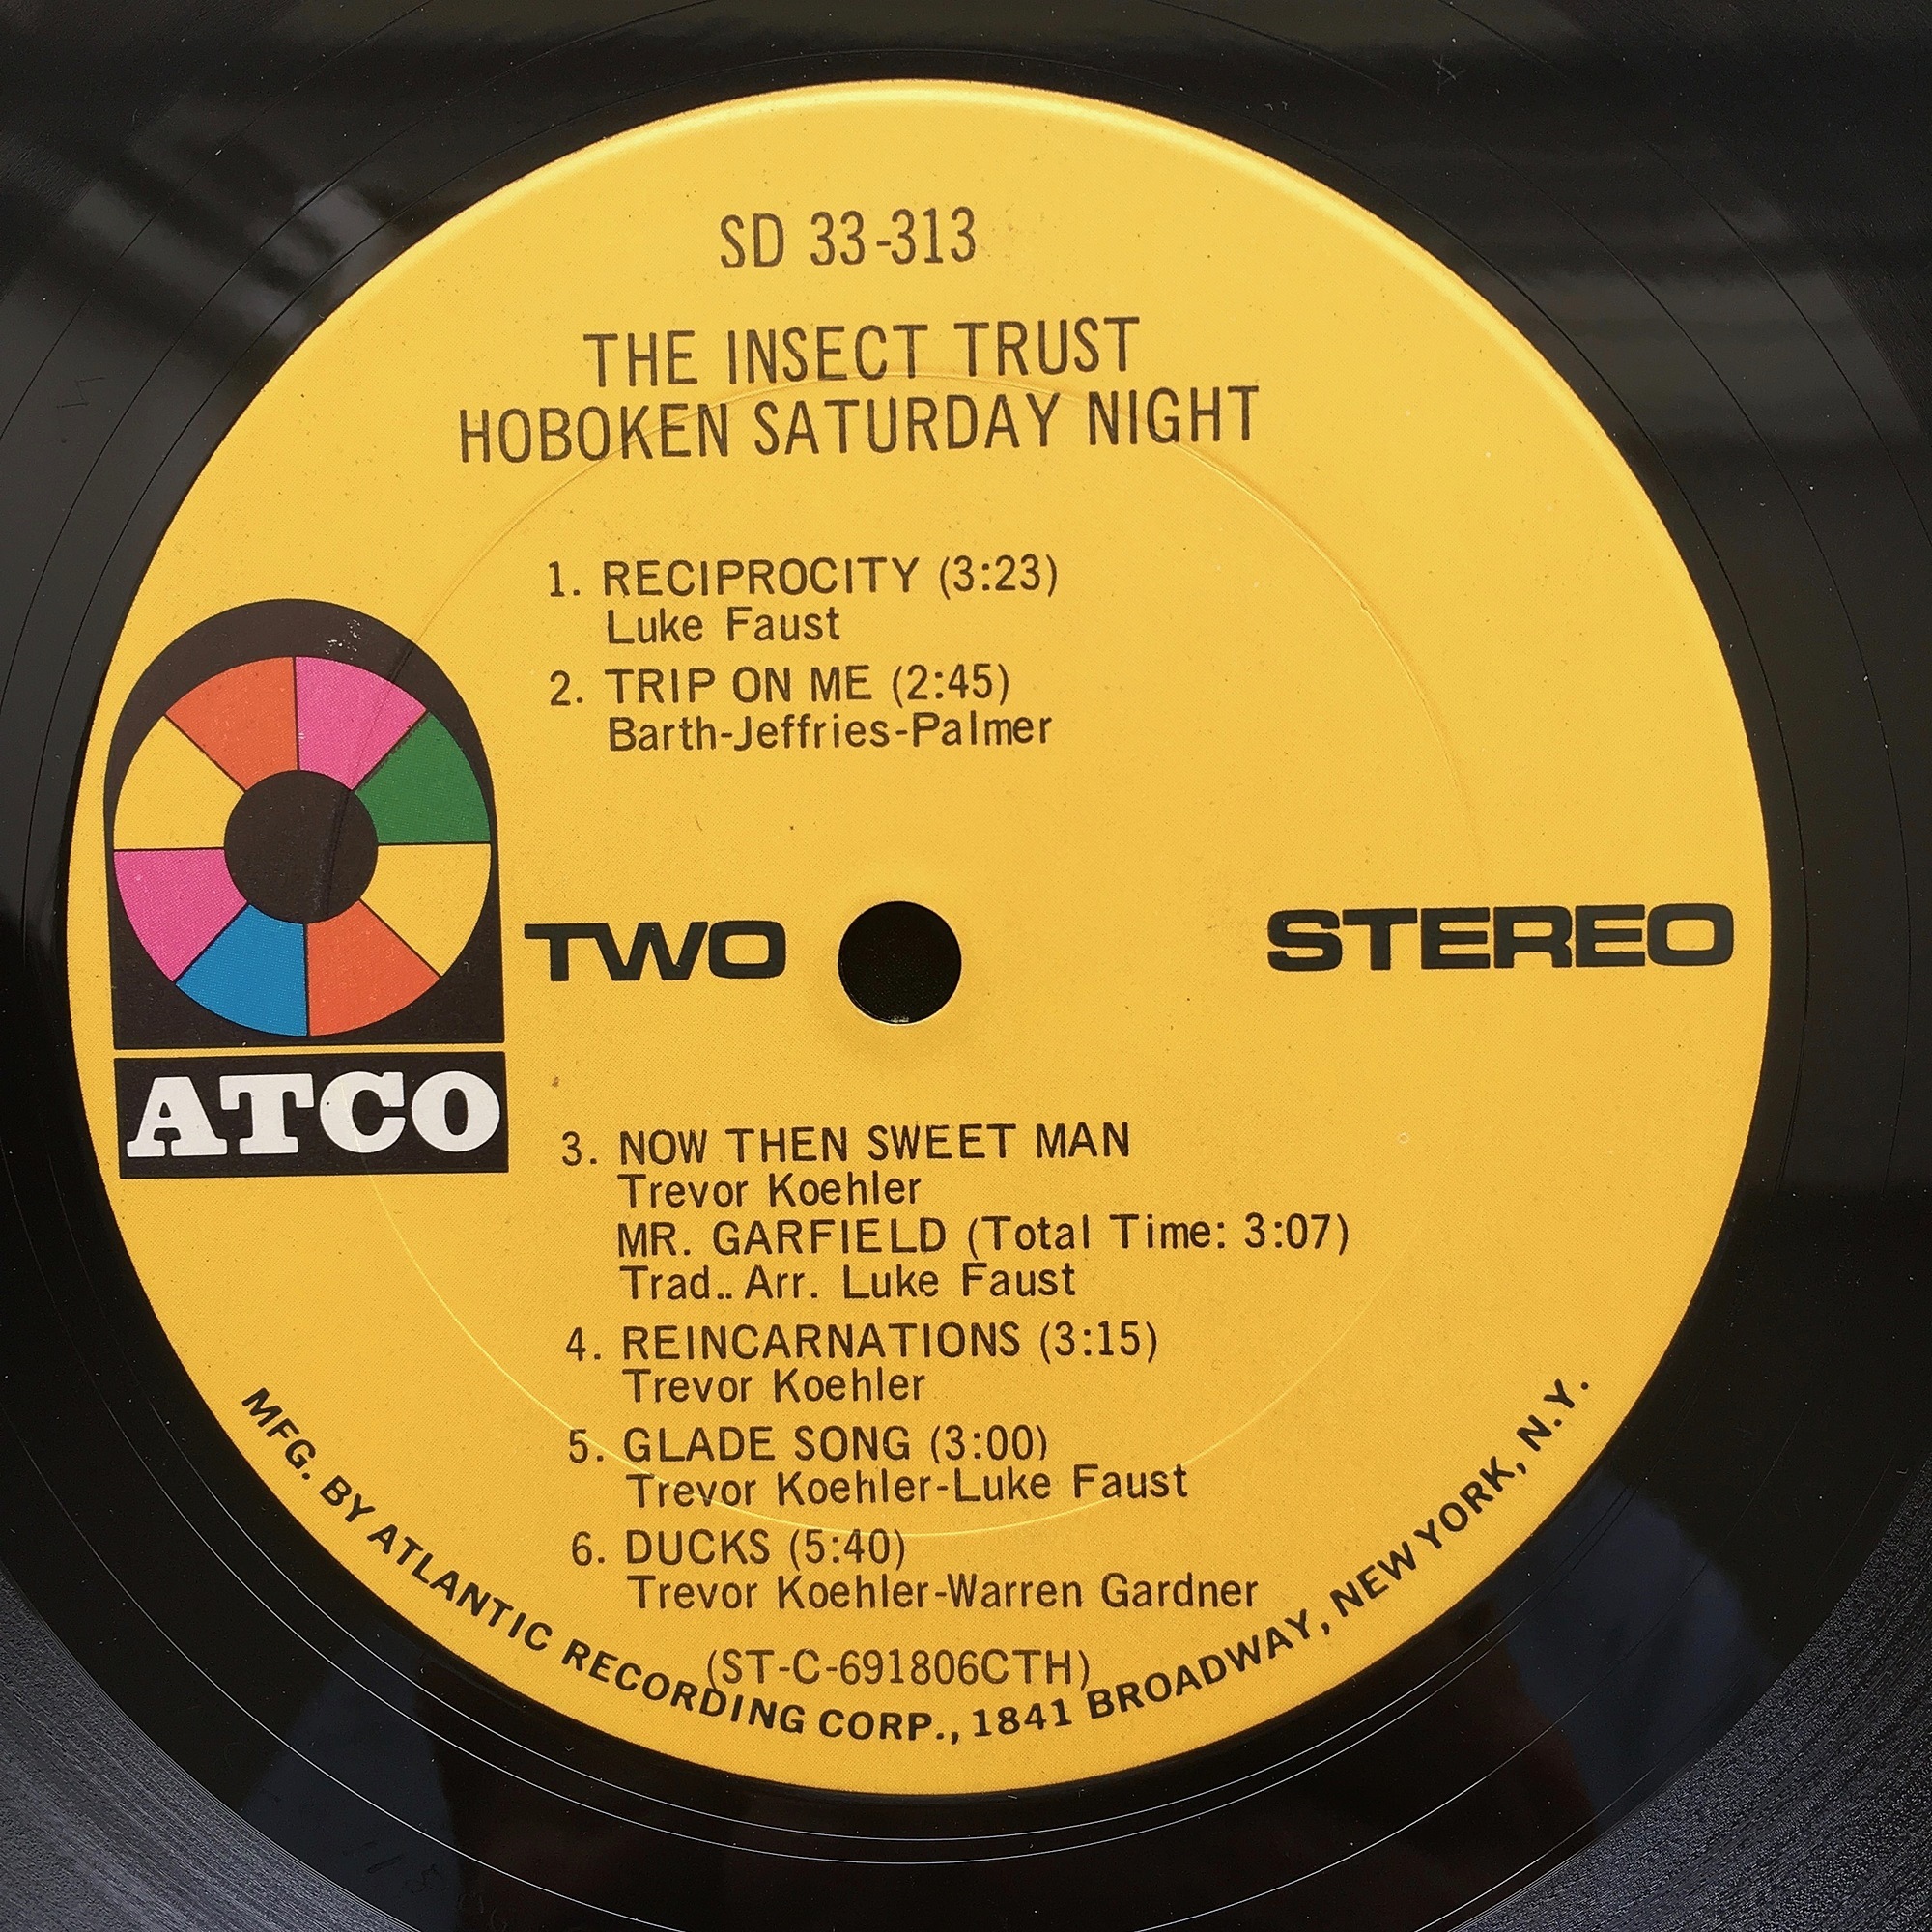 SD 33-313
THE INSECT TRUST
HOBOKEN SATURDAY NIGHT
1. RECIPROCITY (3:23)
Luke Faust
2. TRIP ON ME (2:45)
Barth-Jeffries-Palmer
TWO
STEREO
ATCO
3. NOW THEN SWEET MAN
Trevor Koehler
MR. GARFIELD (Total Time: 3:07)
Trad.. Arr. Luke Faust
4. REINCARNATIONS (3:15)
Trevor Koehler
5. GLADE SONG (3:00)
Trevor Koehler-Luke Faust
6. DUCKS (5:40)
Trevor Koehler-Warren Gardner
(ST-C-691806CTH)
MFG. BY ATLANTIC RECORDING CORP., 1841 BROADWAY, NEW YORK, N.Y.